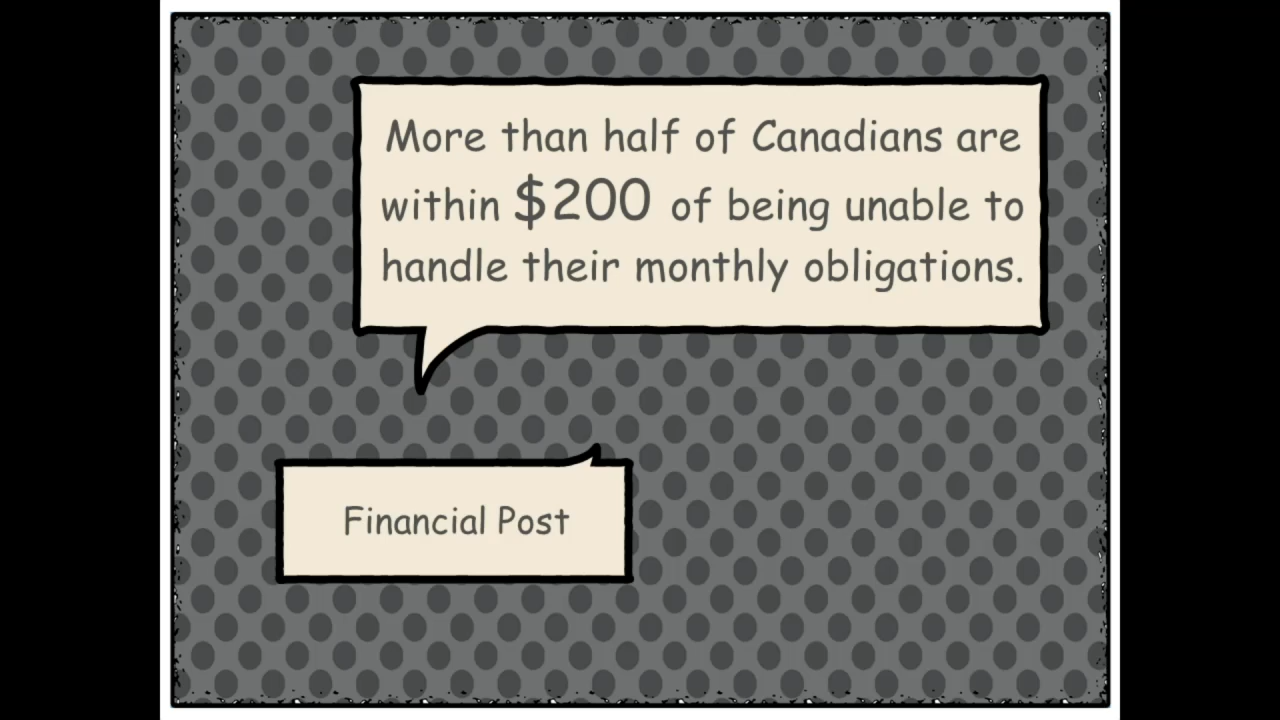 More than half of Canadians are
within $200 of being unable to
handle their monthly obligations.
Financial Post